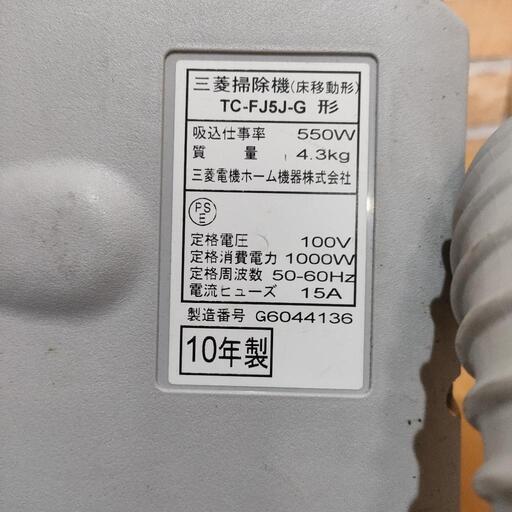 三菱掃除機(床移動形)
TC-FJ5J-G 形
吸込仕事率 550W
質量 4.3kg
三菱電機ホーム機器株式会社
PS
E
定格電圧 100V
定格消費電力 1000W
定格周波数 50-60Hz
電流ヒューズ 15A
製造番号 G6044136
10年製